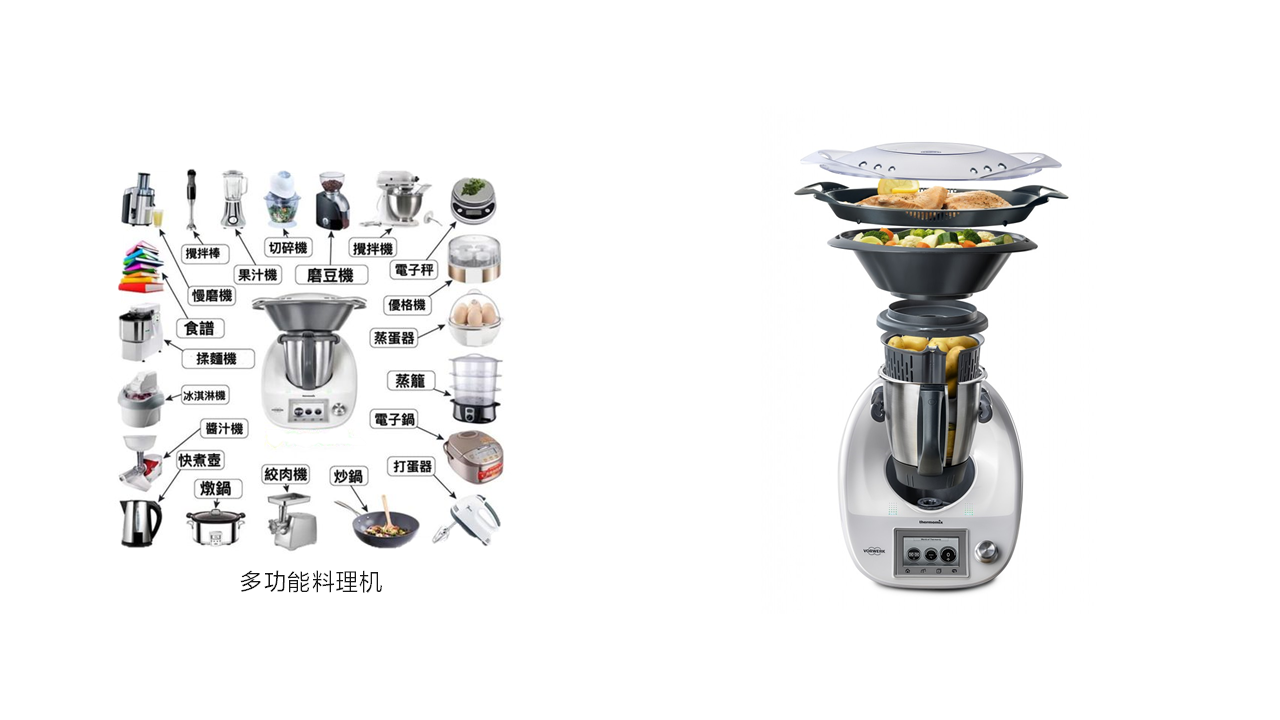 攪拌棒
果汁機
切碎機
磨豆機
攪拌機
電子秤
慢磨機
優格機
食譜
蒸蛋器
揉麵機
蒸籠
冰淇淋機
電子鍋
醬汁機
快煮壺
打蛋器
燉鍋
絞肉機
炒鍋
多功能料理机
thermomix
VORWERK